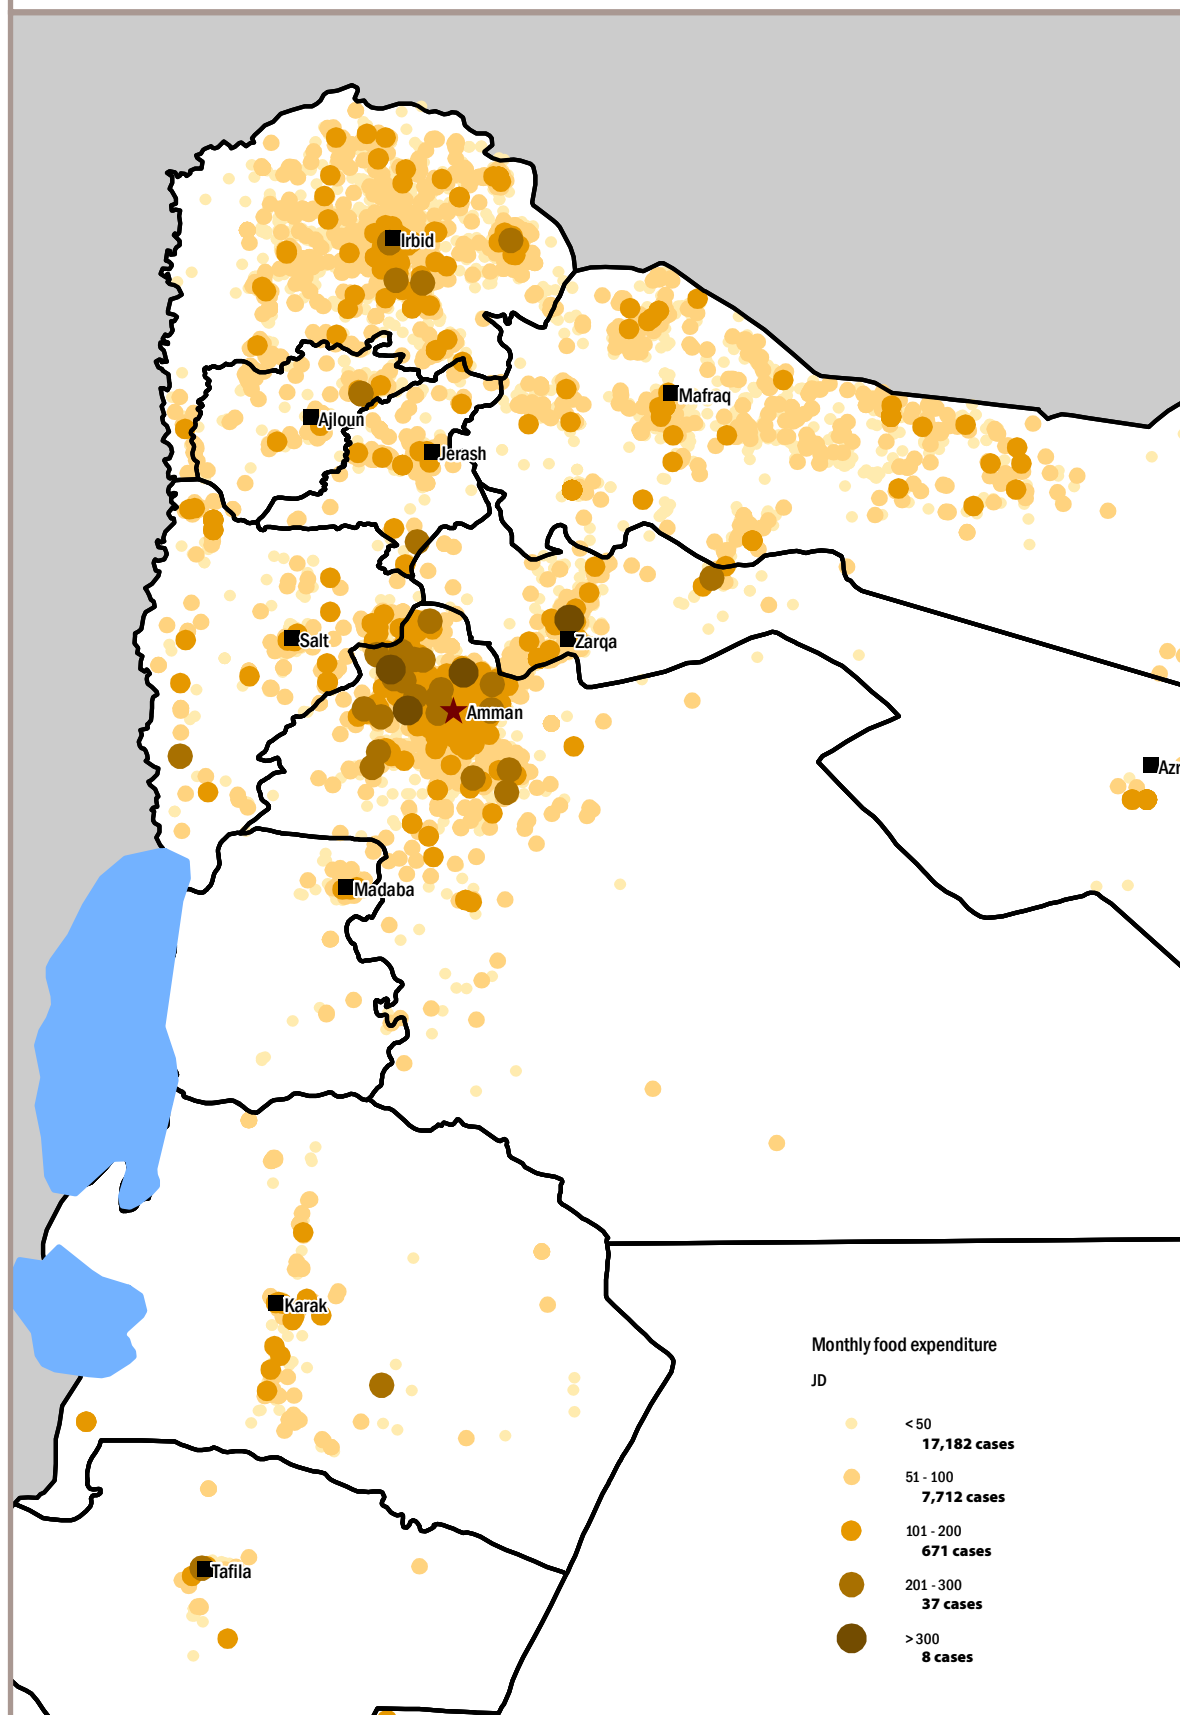 Irbid
Mafraq
Ajloun
Jerash
Salt
Zarqa
Amman
Azr
Madaba
Karak
Monthly food expenditure
JD
< 50
17,182 cases
51 - 100
7,712 cases
101 - 200
671 cases
201 - 300
37 cases
> 300
8 cases
Tafila